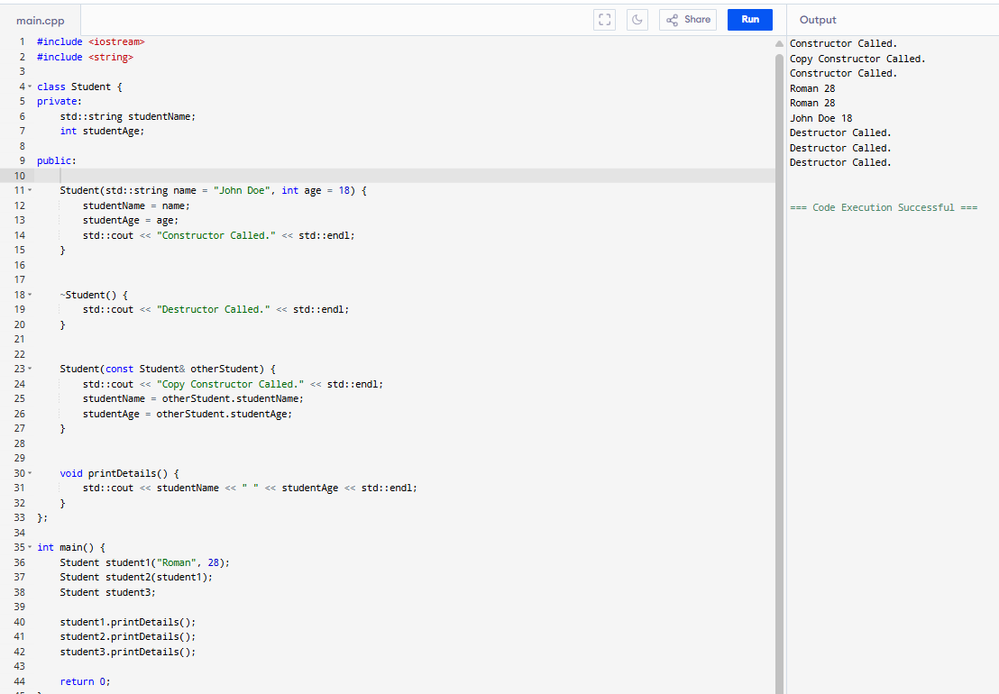 main.cpp
Share
Run
Output
1 #include <iostream>
2 #include <string>
3
4 class Student {
5 private:
6     std::string studentName;
7     int studentAge;
8
9 public:
10
11     Student(std::string name = "John Doe", int age = 18) {
12         studentName = name;
13         studentAge = age;
14         std::cout << "Constructor Called." << std::endl;
15     }
16
17
18     ~Student() {
19         std::cout << "Destructor Called." << std::endl;
20     }
21
22
23     Student(const Student& otherStudent) {
24         std::cout << "Copy Constructor Called." << std::endl;
25         studentName = otherStudent.studentName;
26         studentAge = otherStudent.studentAge;
27     }
28
29
30     void printDetails() {
31         std::cout << studentName << " " << studentAge << std::endl;
32     }
33 };
34
35 int main() {
36     Student student1("Roman", 28);
37     Student student2(student1);
38     Student student3;
39
40     student1.printDetails();
41     student2.printDetails();
42     student3.printDetails();
43
44     return 0;
Constructor Called.
Copy Constructor Called.
Constructor Called.
Roman 28
Roman 28
John Doe 18
Destructor Called.
Destructor Called.
Destructor Called.
=== Code Execution Successful ===